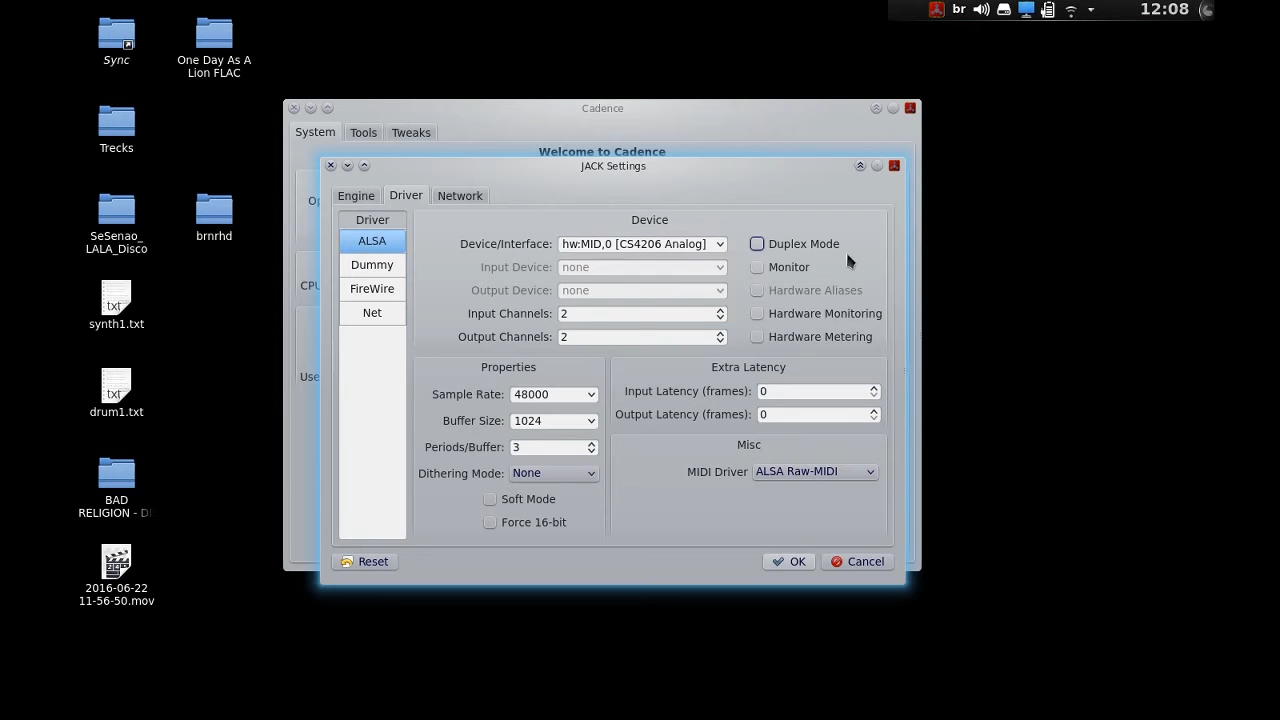 br
12:08
Sync
One Day As A
Lion FLAC
Trecks
SeSenao_
LALA_Disco
brnrhd
txt
synth1.txt
txt
drum1.txt
BAD
RELIGION - D
2016-06-22
11-56-50.mov
Cadence
System
Tools
Tweaks
Welcome to Cadence
Op
CPU
Use
JACK Settings
Engine
Driver
Network
Driver
ALSA
Dummy
FireWire
Net
Device
Device/Interface:
hw:MID,0 [CS4206 Analog]
Duplex Mode
Input Device:
none
Monitor
Output Device:
none
Hardware Aliases
Input Channels:
2
Hardware Monitoring
Output Channels:
2
Hardware Metering
Properties
Sample Rate:
48000
Buffer Size:
1024
Periods/Buffer:
3
Dithering Mode:
None
Soft Mode
Force 16-bit
Extra Latency
Input Latency (frames):
0
Output Latency (frames):
0
Misc
MIDI Driver
ALSA Raw-MIDI
Reset
OK
Cancel